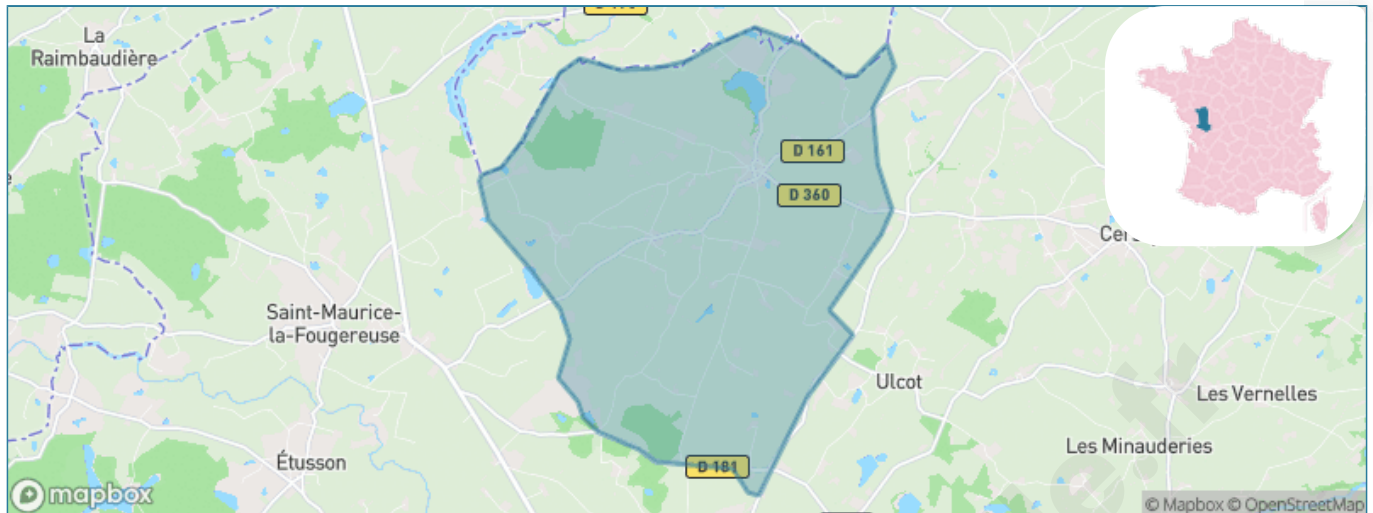 La
Raimbaudière
D 161
D 360
Saint-Maurice-
la-Fougereuse
Ulcot
Les Vernelles
Les Minauderies
Étusson
D 181
mapbox
© Mapbox © OpenStreetMap